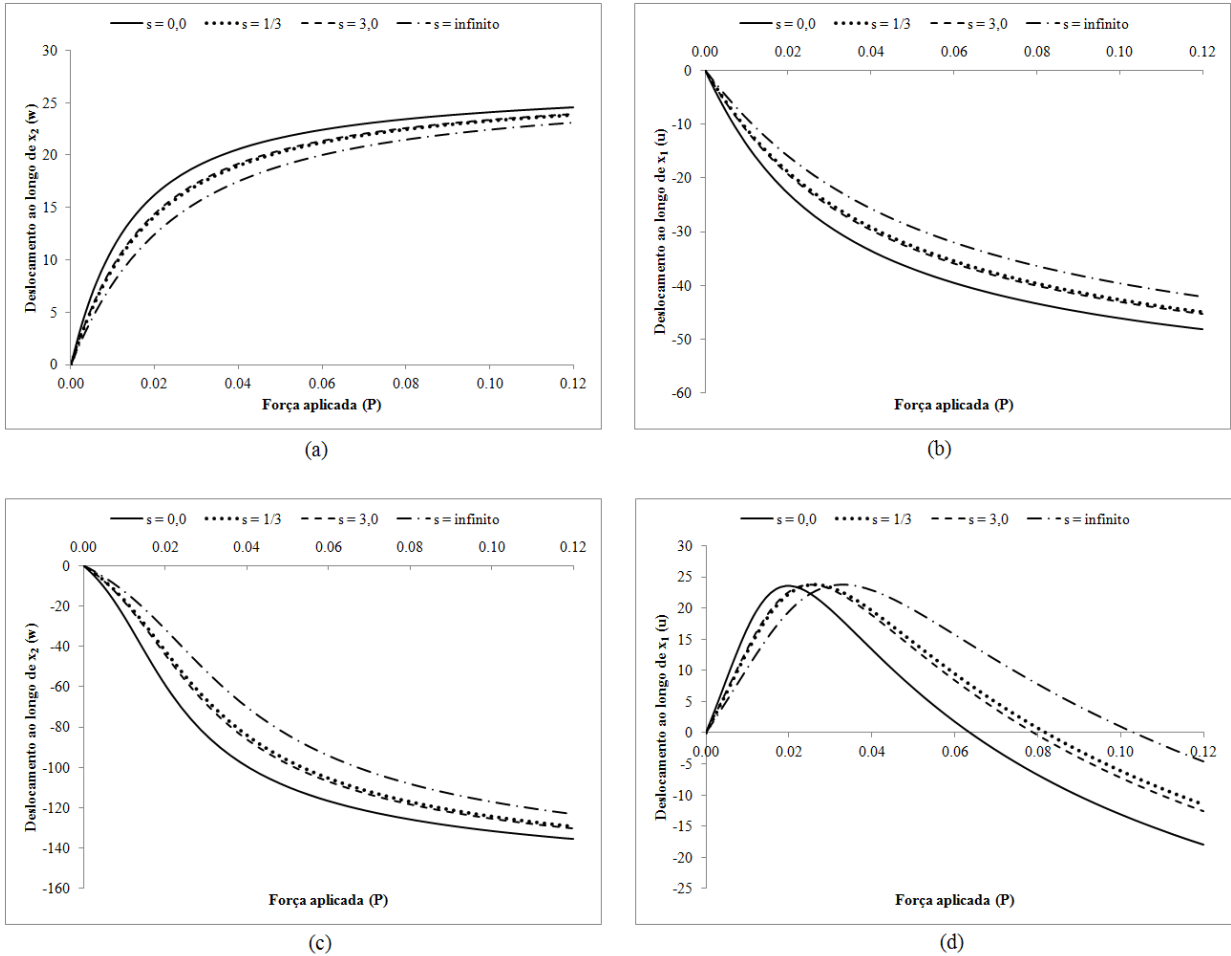 s = 0,0 s = 1/3 s = 3,0 s = infinito
30
25
20
15
10
5
0
0.00 0.02 0.04 0.06 0.08 0.10 0.12
Deslocamento ao longo de x₂ (w)
Força aplicada (P)
(a)
s = 0,0 s = 1/3 s = 3,0 s = infinito
0.00 0.02 0.04 0.06 0.08 0.10 0.12
0
-10
-20
-30
-40
-50
-60
Deslocamento ao longo de x₁ (u)
Força aplicada (P)
(b)
s = 0,0 s = 1/3 s = 3,0 s = infinito
0.00 0.02 0.04 0.06 0.08 0.10 0.12
0
-20
-40
-60
-80
-100
-120
-140
-160
Deslocamento ao longo de x₂ (w)
Força aplicada (P)
(c)
s = 0,0 s = 1/3 s = 3,0 s = infinito
30
25
20
15
10
5
0
-5
-10
-15
-20
-25
0.00 0.02 0.04 0.06 0.08 0.10 0.12
Deslocamento ao longo de x₁ (u)
Força aplicada (P)
(d)